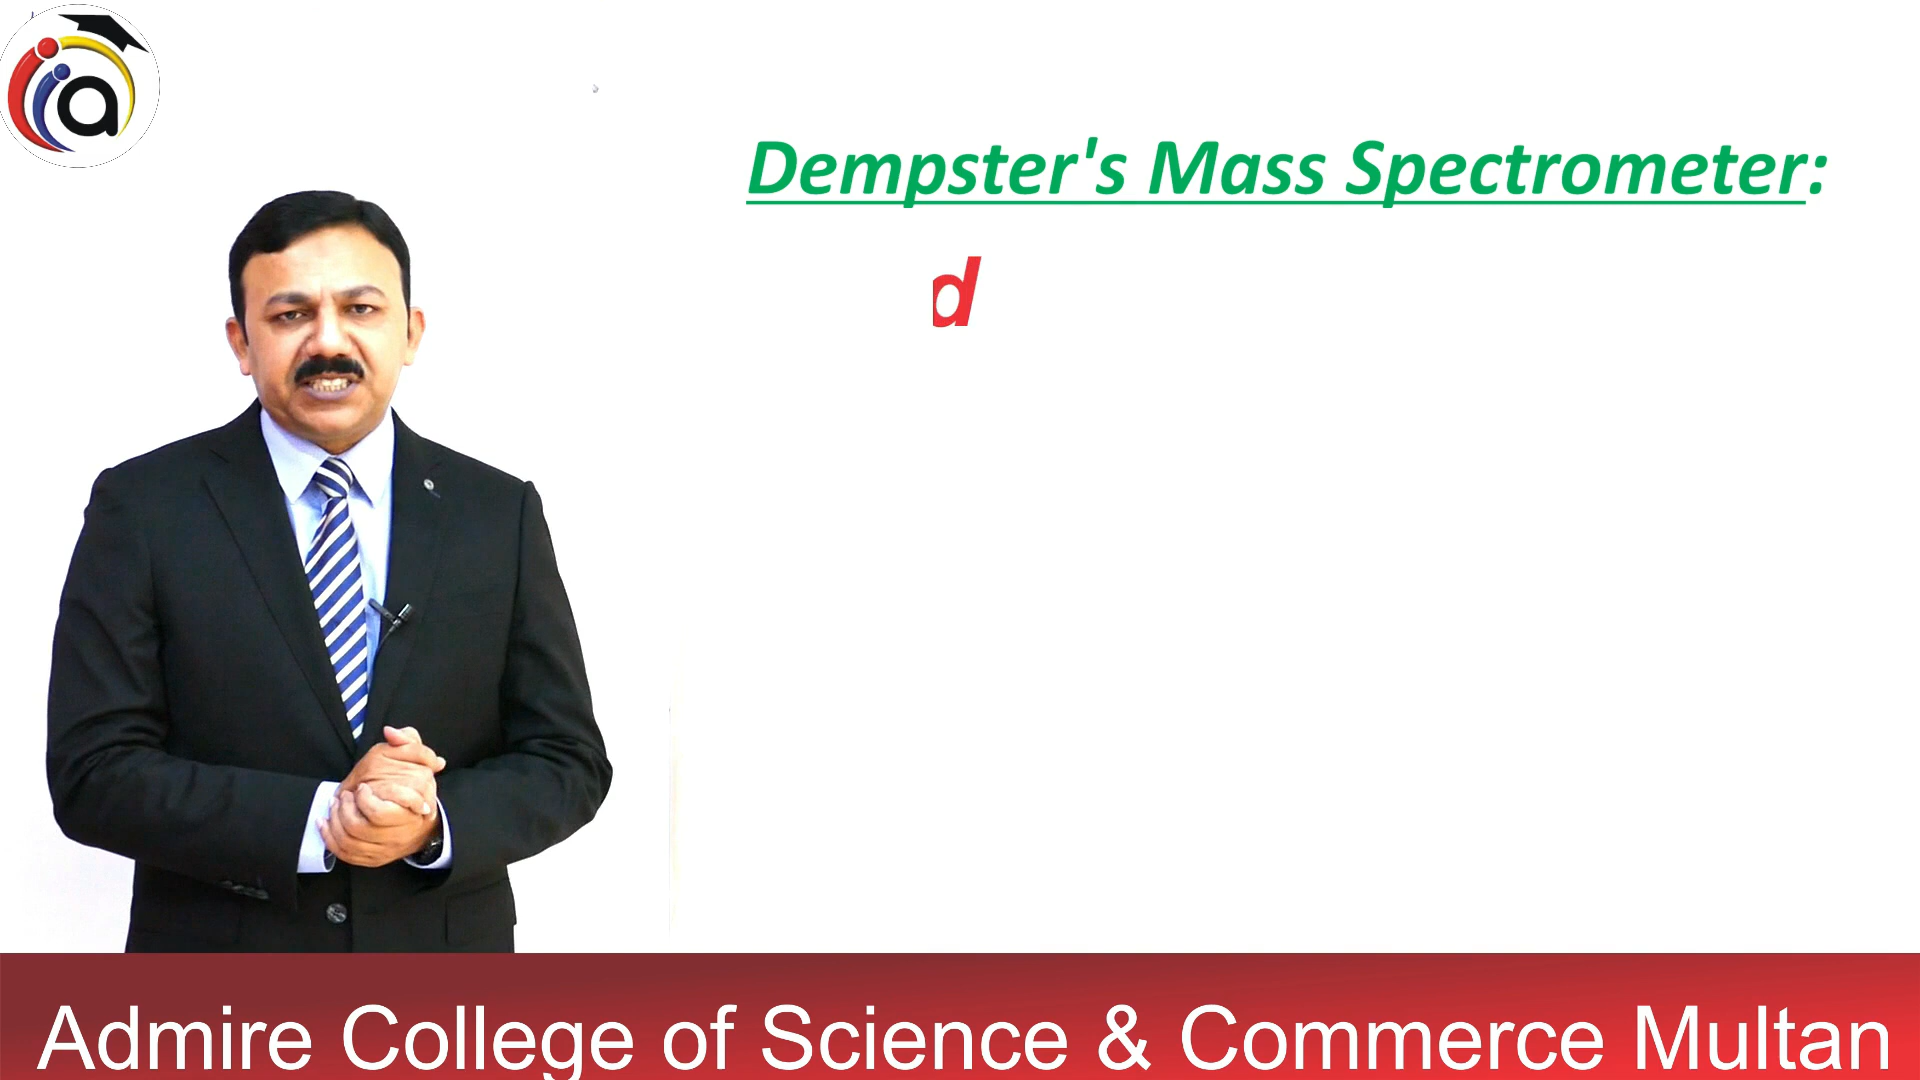 a
Dempster's Mass Spectrometer:
d
Admire College of Science & Commerce Multan